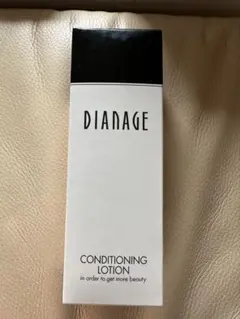 DIANAGE
CONDITIONING
LOTION
in order to get more beauty